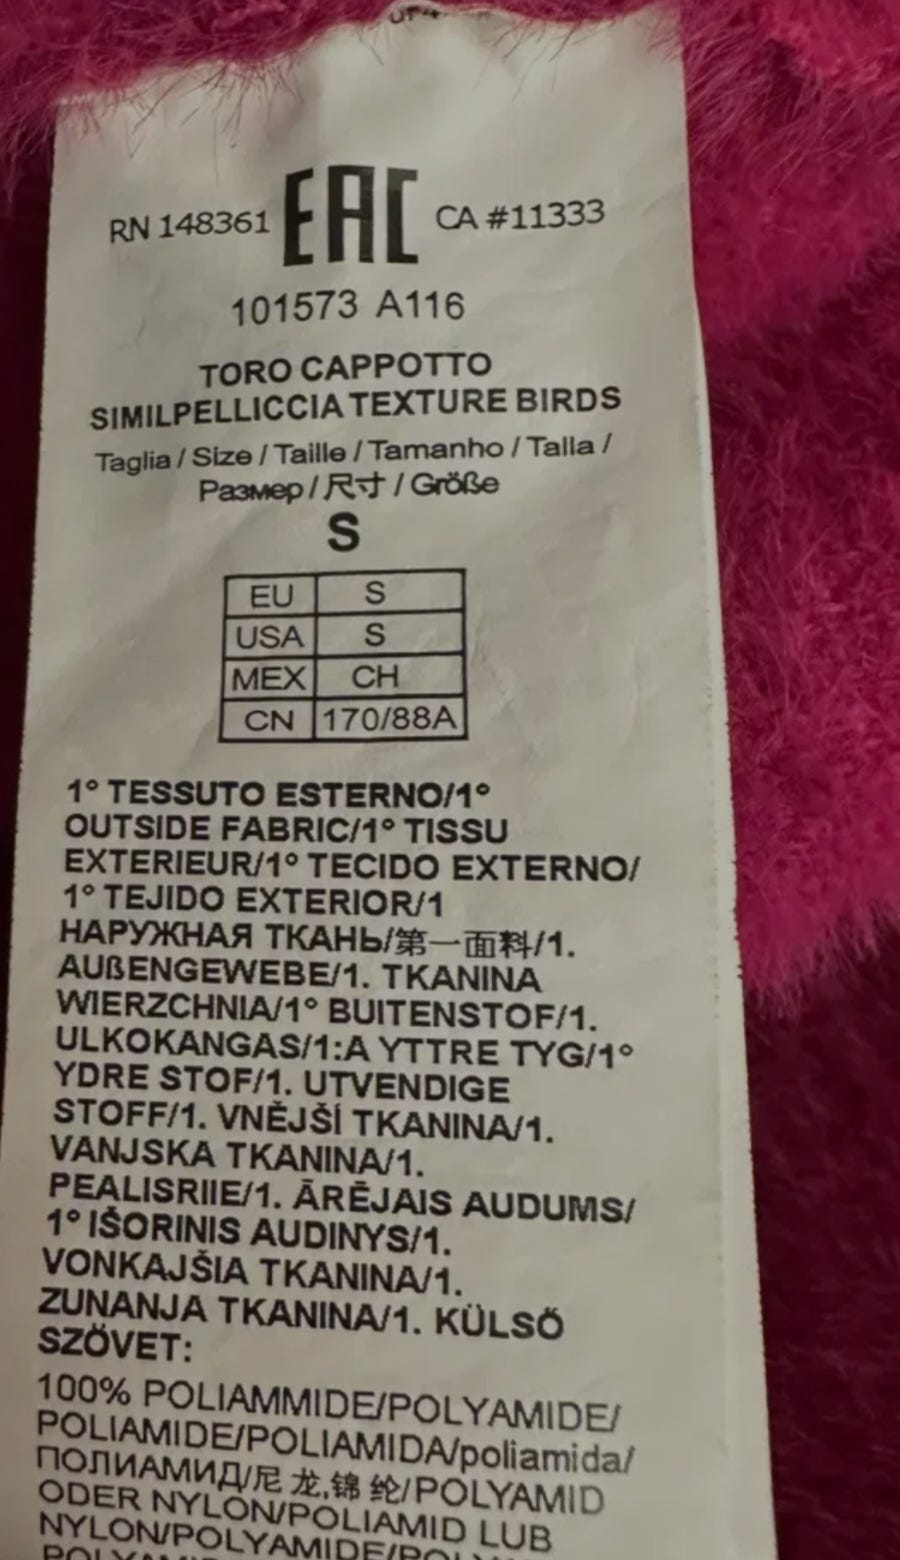 RN 148361 EAC CA #11333
101573 A116
TORO CAPPOTTO
SIMILPELLICCIA TEXTURE BIRDS
Taglia / Size / Taille / Tamanho / Talla /
Размер / 尺寸 / Größe
S
EU S
USA S
MEX CH
CN 170/88A
1° TESSUTO ESTERNO/1°
OUTSIDE FABRIC/1° TISSU
EXTERIEUR/1° TECIDO EXTERNO/
1° TEJIDO EXTERIOR/1
НАРУЖНАЯ ТКАНЬ/第一面料/1.
AUßENGEWEBE/1. TKANINA
WIERZCHNIA/1° BUITENSTOF/1.
ULKOKANGAS/1:A YTTRE TYG/1°
YDRE STOF/1. UTVENDIGE
STOFF/1. VNĚJŠÍ TKANINA/1.
VANJSKA TKANINA/1.
PEALISRIIE/1. ĀRĒJAIS AUDUMS/
1° IŠORINIS AUDINYS/1.
VONKAJŠIA TKANINA/1.
ZUNANJA TKANINA/1. KÜLSŐ
SZÖVET:
100% POLIAMMIDE/POLYAMIDE/
POLIAMIDE/POLIAMIDA/poliamida/
ПОЛИАМИД/尼 龙,锦 纶/POLYAMID
ODER NYLON/POLIAMID LUB
NYLON/POLYAMIDE/